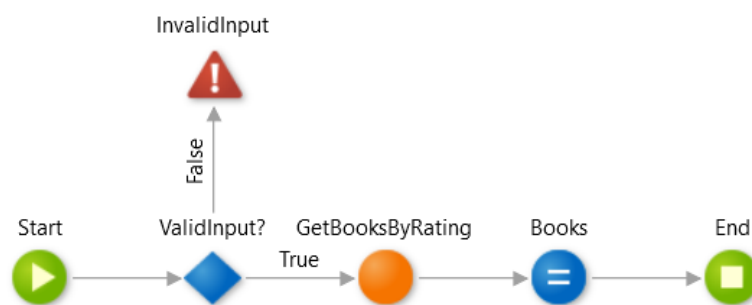 InvalidInput
False
Start
ValidInput?
True
GetBooksByRating
Books
End